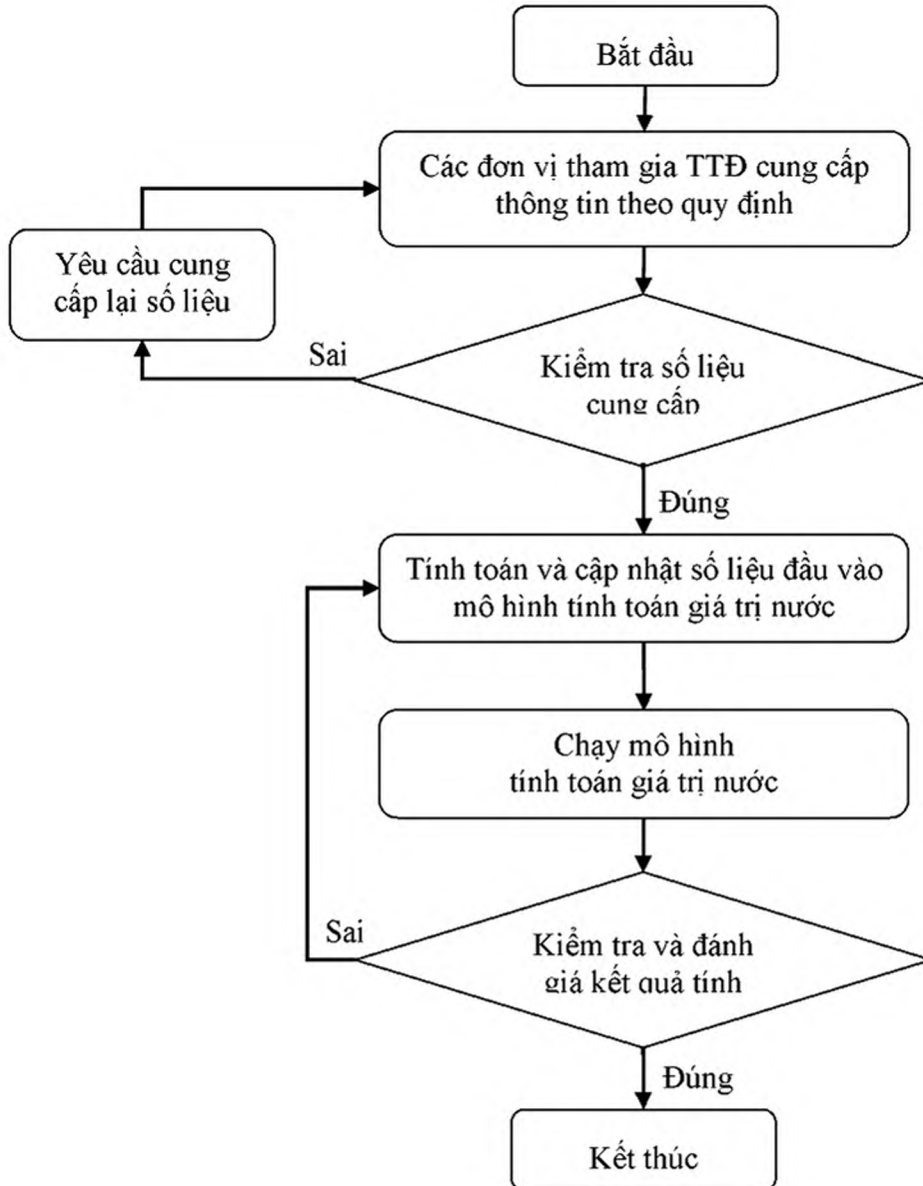 Bắt đầu
Các đơn vị tham gia TTĐ cung cấp
thông tin theo quy định
Yêu cầu cung
cấp lại số liệu
Sai
Kiểm tra số liệu
cung cấp
Đúng
Tính toán và cập nhật số liệu đầu vào
mô hình tính toán giá trị nước
Chạy mô hình
tính toán giá trị nước
Sai
Kiểm tra và đánh
giá kết quả tính
Đúng
Kết thúc